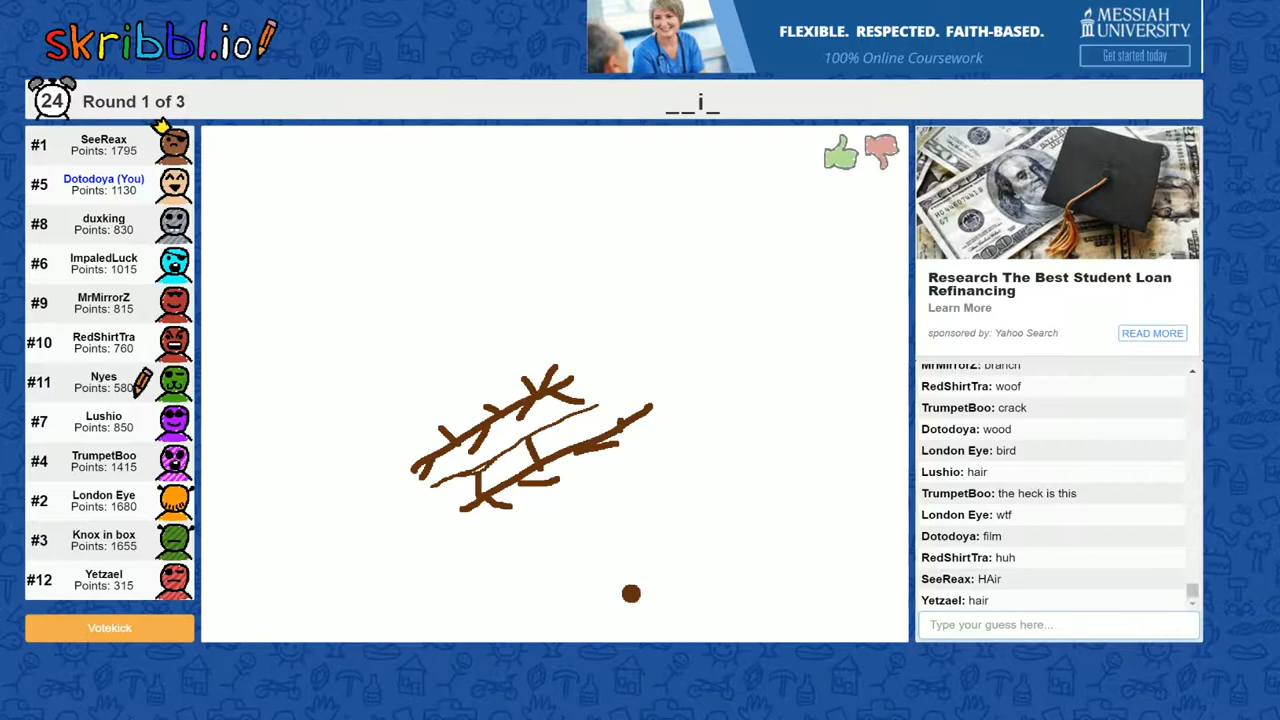 skribbl.io
FLEXIBLE. RESPECTED. FAITH-BASED.
100% Online Coursework
MESSIAH
UNIVERSITY
Get started today
24
Round 1 of 3
__i_
#1
SeeReax
Points: 1795
#5
Dotodoya (You)
Points: 1130
#8
duxking
Points: 830
#6
ImpaledLuck
Points: 1015
#9
MrMirrorZ
Points: 815
#10
RedShirtTra
Points: 760
#11
Nyes
Points: 580
#7
Lushio
Points: 850
#4
TrumpetBoo
Points: 1415
#2
London Eye
Points: 1680
#3
Knox in box
Points: 1655
#12
Yetzael
Points: 315
Votekick
Research The Best Student Loan
Refinancing
Learn More
sponsored by: Yahoo Search
READ MORE
MrMirrorZ: branch
RedShirtTra: woof
TrumpetBoo: crack
Dotodoya: wood
London Eye: bird
Lushio: hair
TrumpetBoo: the heck is this
London Eye: wtf
Dotodoya: film
RedShirtTra: huh
SeeReax: HAir
Yetzael: hair
Type your guess here...